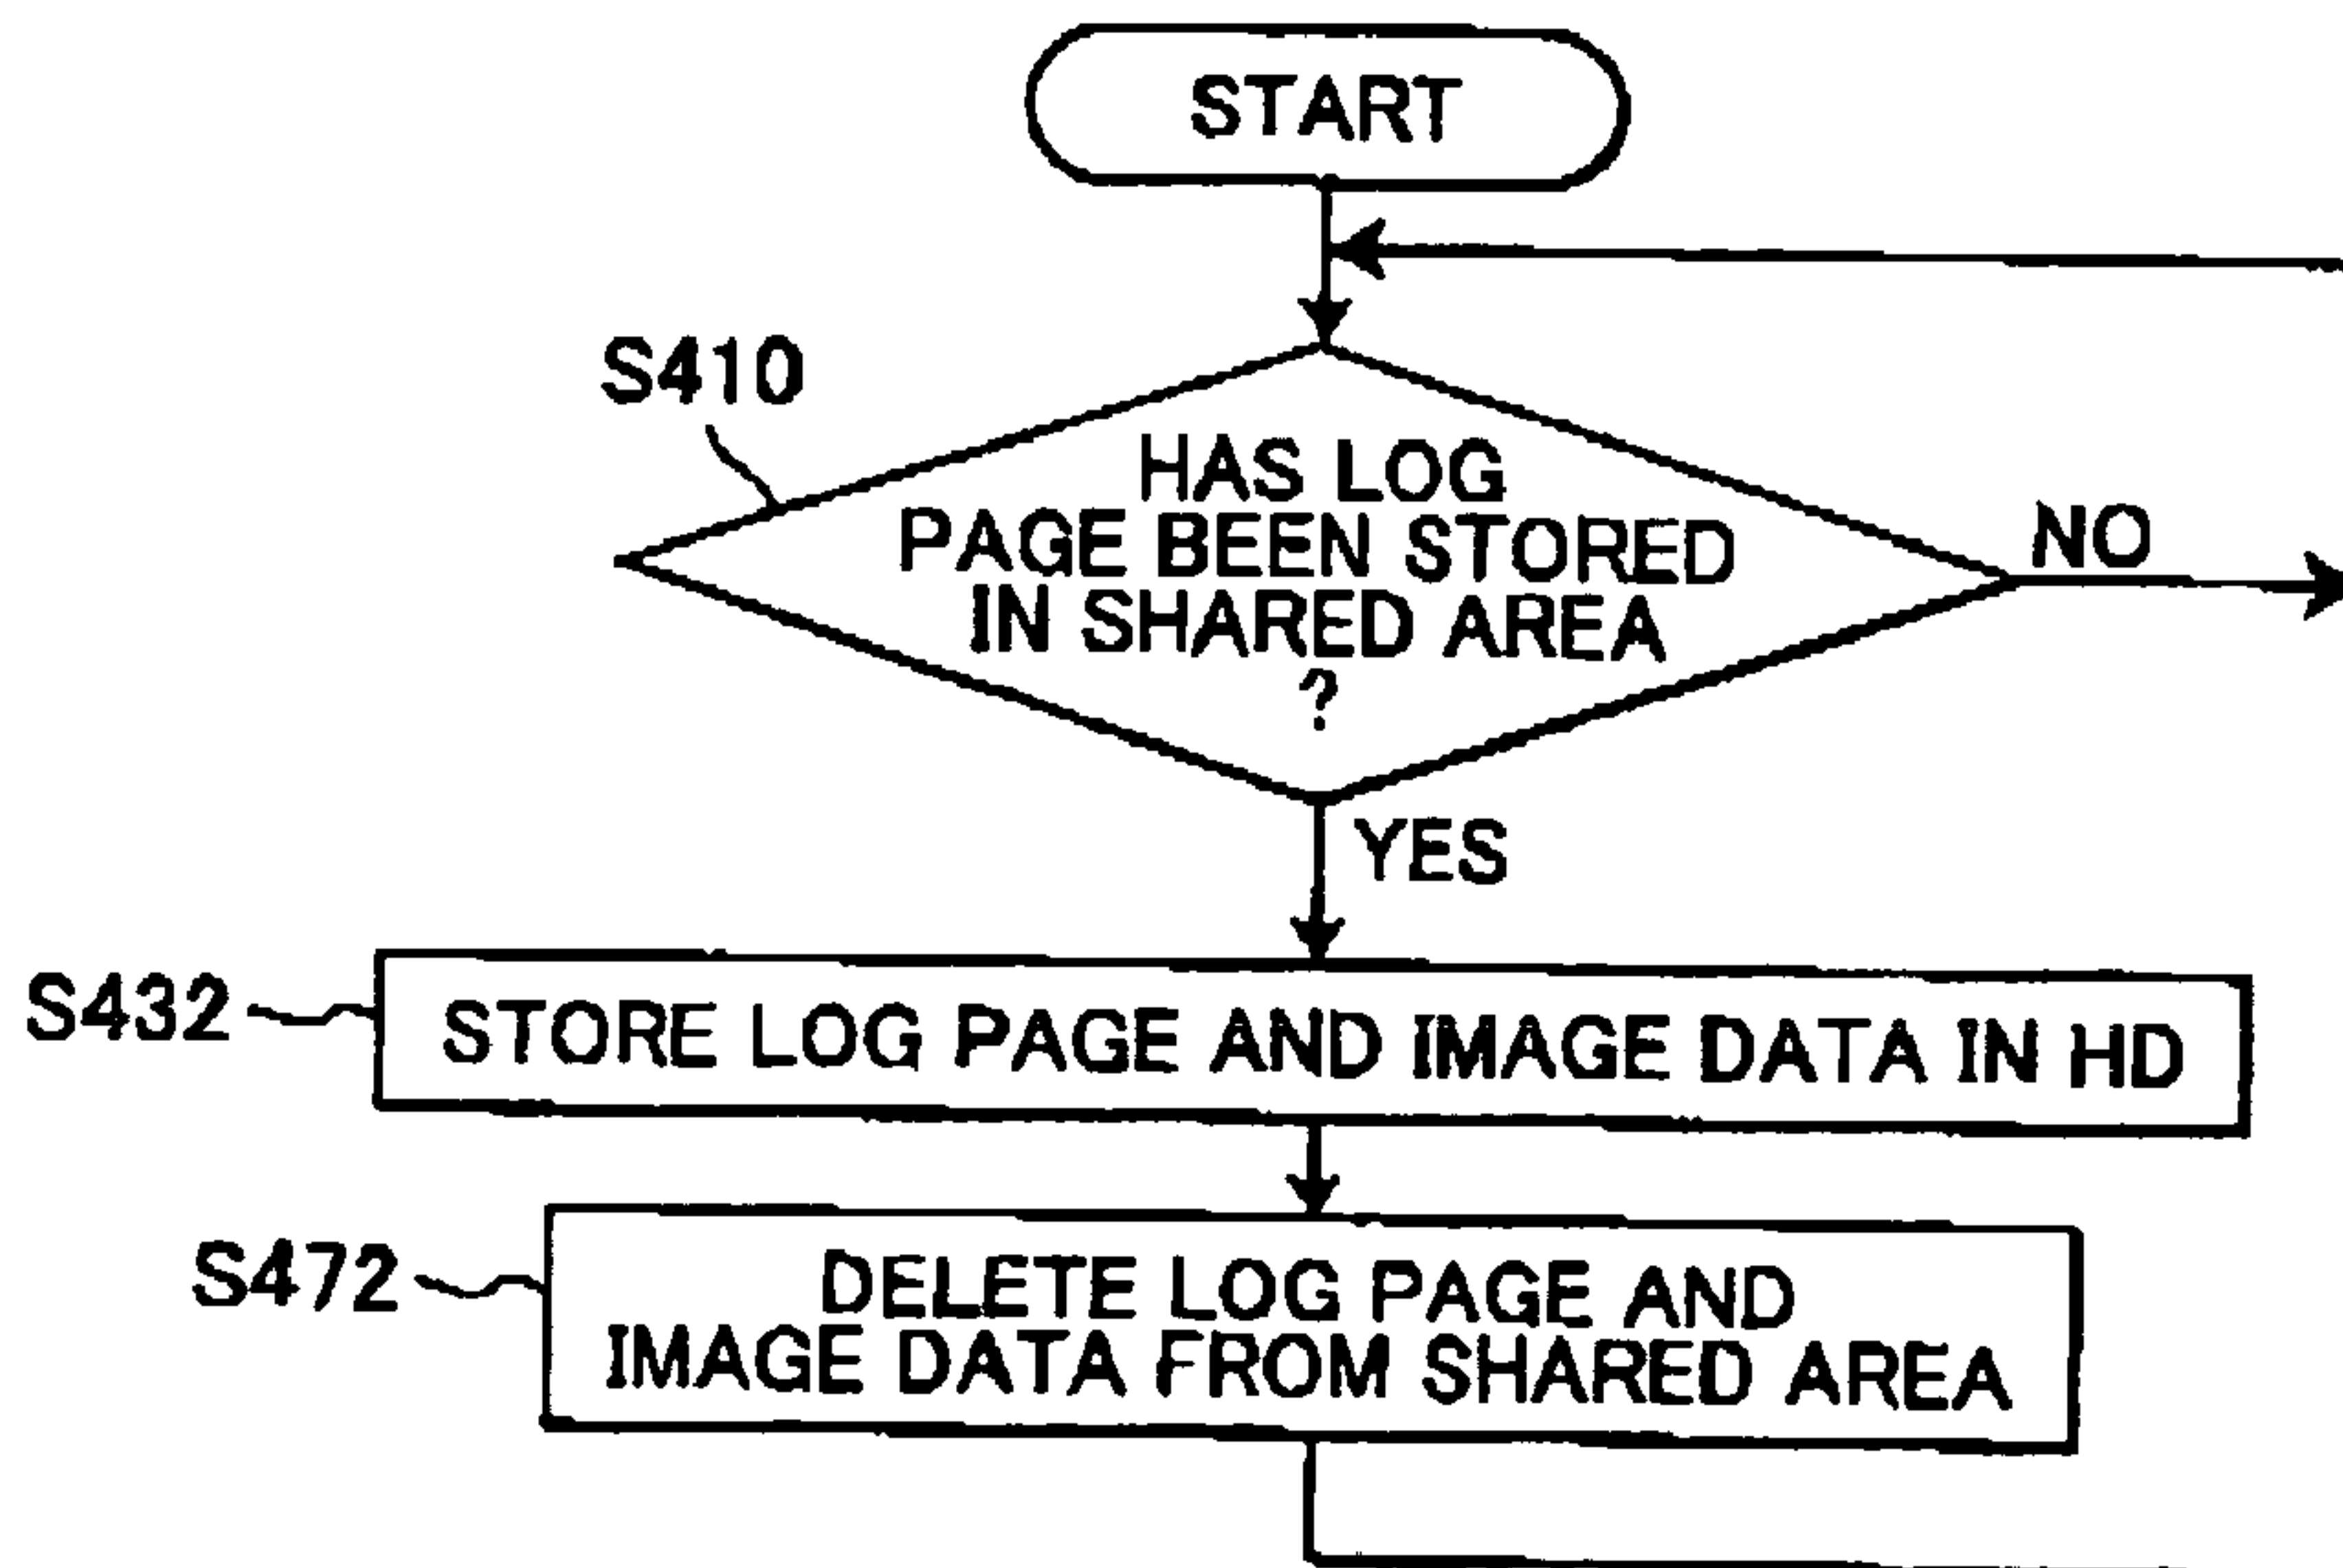 START
S410
HAS LOG
PAGE BEEN STORED
IN SHARED AREA
?
NO
YES
S432
STORE LOG PAGE AND IMAGE DATA IN HD
S472
DELETE LOG PAGE AND
IMAGE DATA FROM SHARED AREA